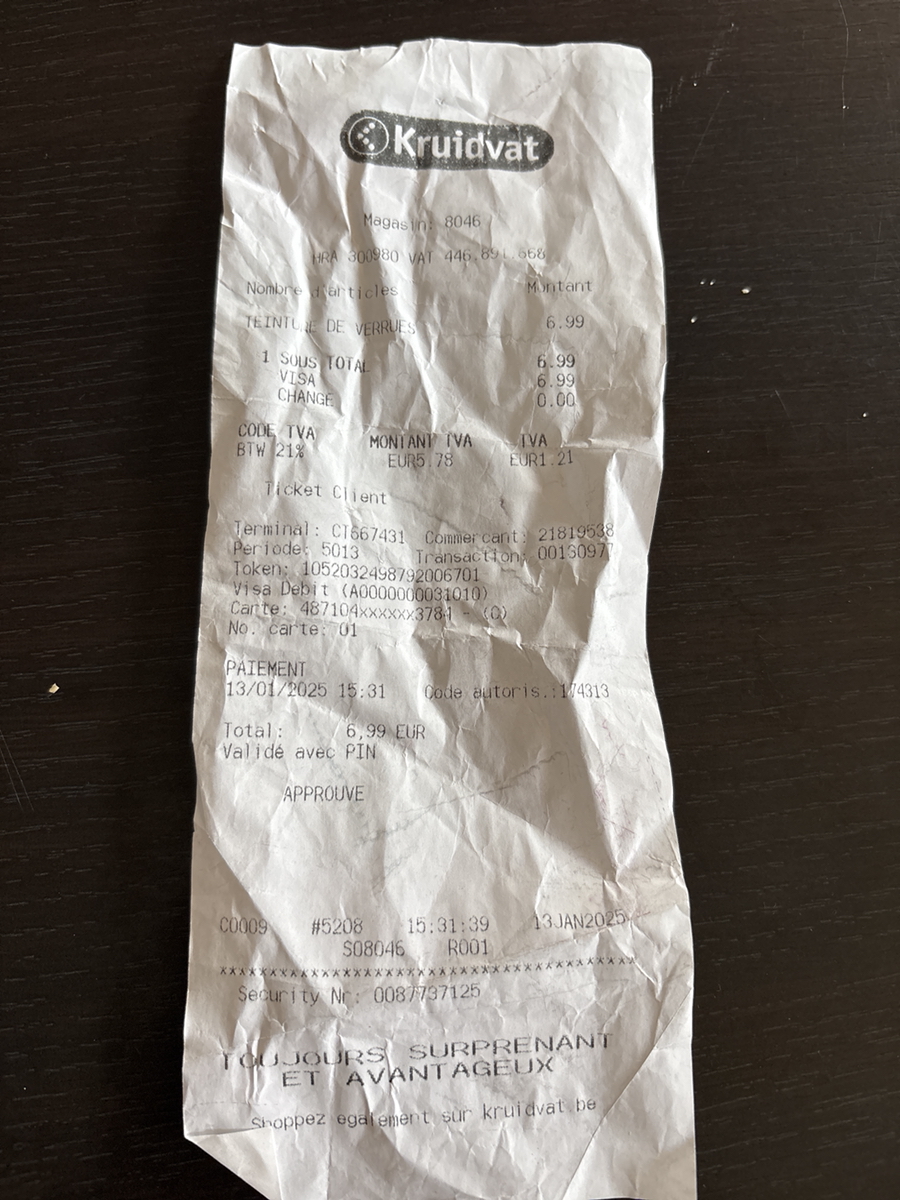 Kruidvat
Magasin: 8046
HRA 300980 VAT 446.891.668
Nombre d'articles Montant
TEINTURE DE VERRUES 6.99
1 SOUS TOTAL 6.99
VISA 6.99
CHANGE 0.00
CODE TVA MONTANT TVA TVA
BTW 21% EUR5.78 EUR1.21
Ticket Client
Terminal: CT667431 Commercant: 21819538
Periode: 5013 Transaction: 00130977
Token: 1052032498792006701
Visa Debit (A0000000031010)
Carte: 487104xxxxxx3784 - (C)
No. carte: 01
PAIEMENT
13/01/2025 15:31 Code autoris.:174313
Total: 6,99 EUR
Validé avec PIN
APPROUVE
C0009 #5208 15:31:39 13JAN2025
S08046 R001
******************************************
Security Nr: 0087737125
TOUJOURS SURPRENANT
ET AVANTAGEUX
Shoppez egalement sur kruidvat.be